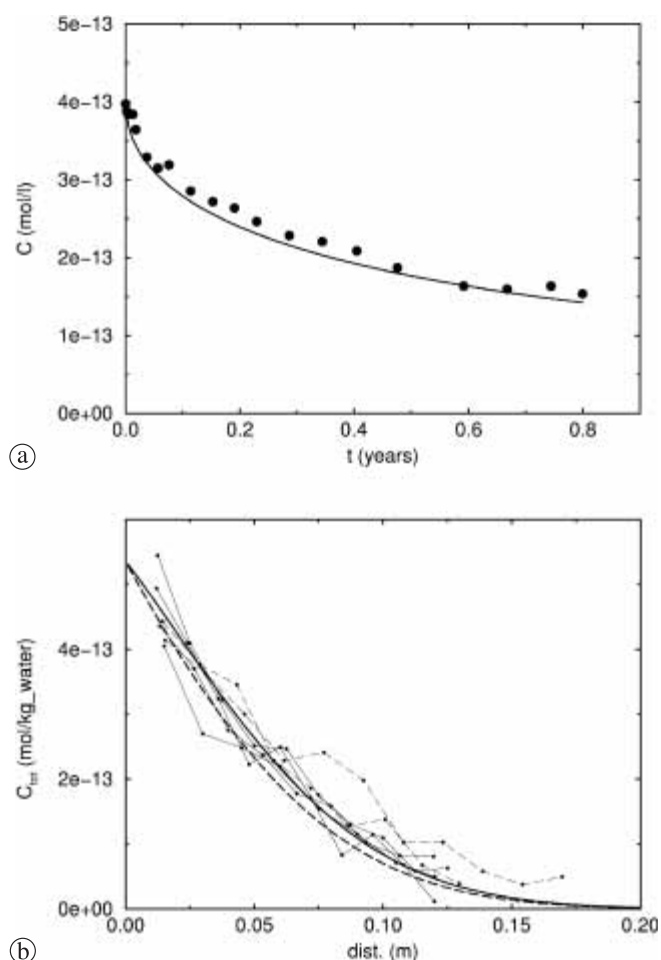 5e−13
4e−13
3e−13
2e−13
1e−13
0e+00
C (mol/l)
0.0 0.2 0.4 0.6 0.8
t (years)
a
4e−13
2e−13
0e+00
C_tot (mol/kg_water)
0.00 0.05 0.10 0.15 0.20
dist. (m)
b